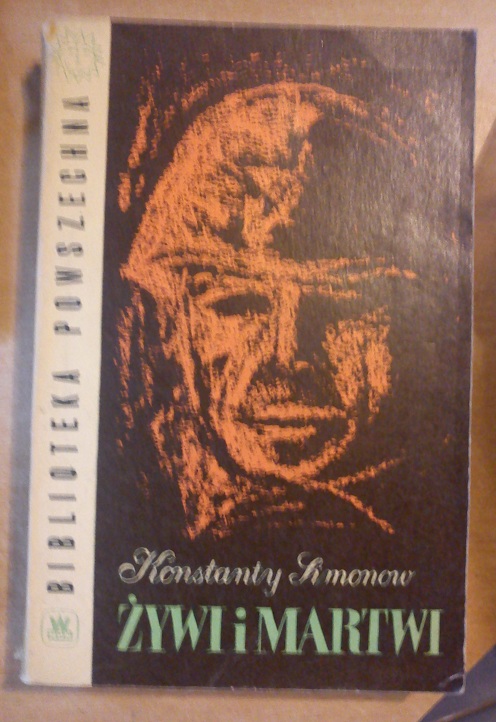 BIBLIOTEKA POWSZECHNA
Konstanty Simonow
ŻYWI i MARTWI